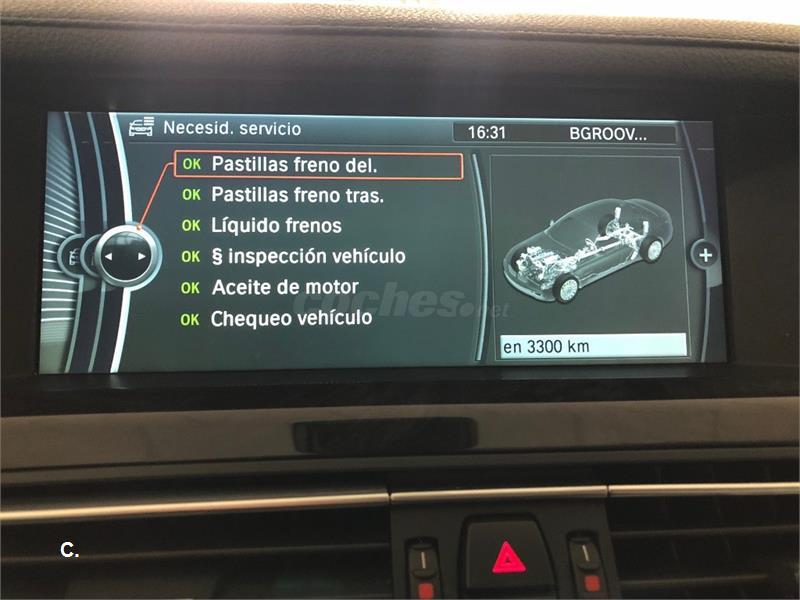 Necesid. servicio
16:31 BGROOV...
OK Pastillas freno del.
OK Pastillas freno tras.
OK Líquido frenos
OK § inspección vehículo
OK Aceite de motor
OK Chequeo vehículo
coches.net
en 3300 km
C.